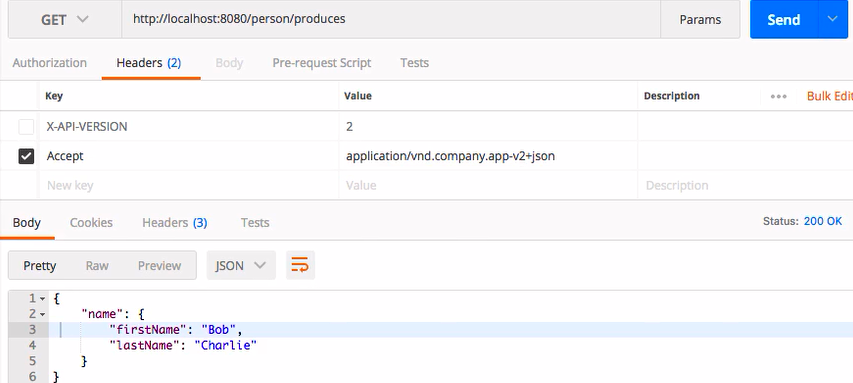 GET http://localhost:8080/person/produces Params Send
Authorization Headers (2) Body Pre-request Script Tests
Key Value Description ••• Bulk Edit
X-API-VERSION 2
Accept application/vnd.company.app-v2+json
New key Value Description
Body Cookies Headers (3) Tests Status: 200 OK
Pretty Raw Preview JSON
1 {
2 "name": {
3 "firstName": "Bob",
4 "lastName": "Charlie"
5 }
6 }